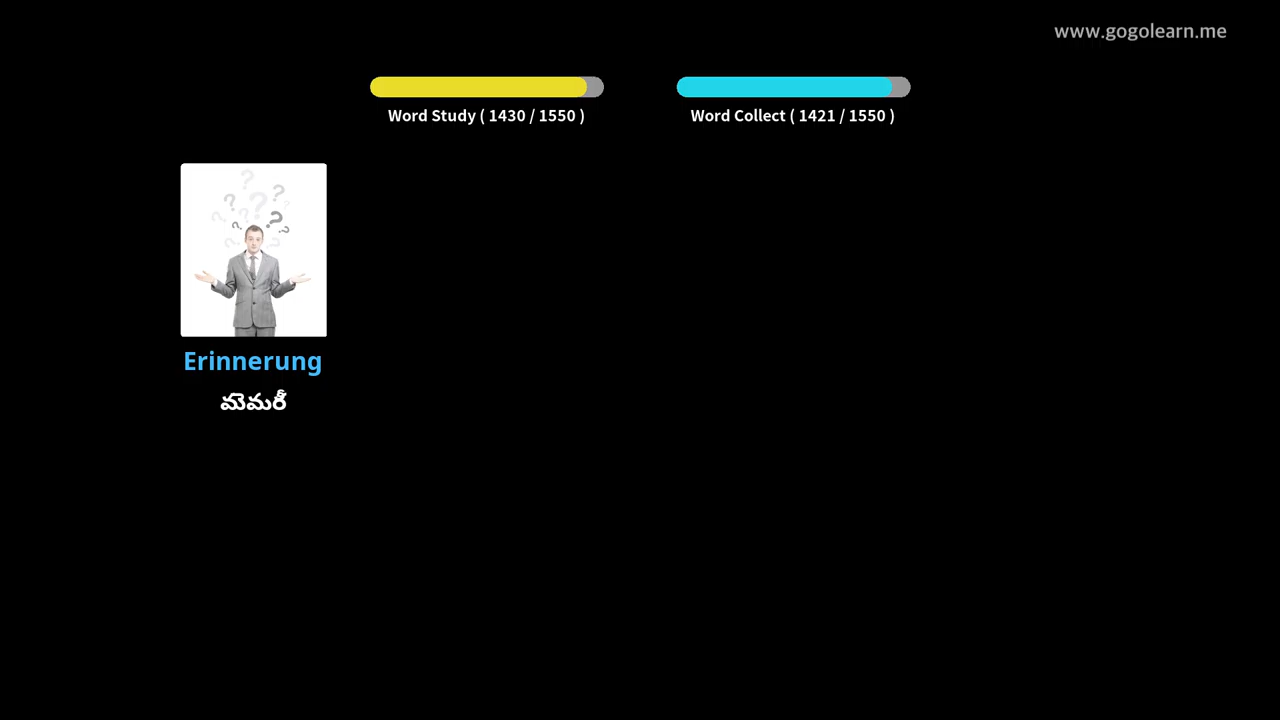 www.gogolearn.me
Word Study ( 1430 / 1550 )
Word Collect ( 1421 / 1550 )
Erinnerung
మెమరీ